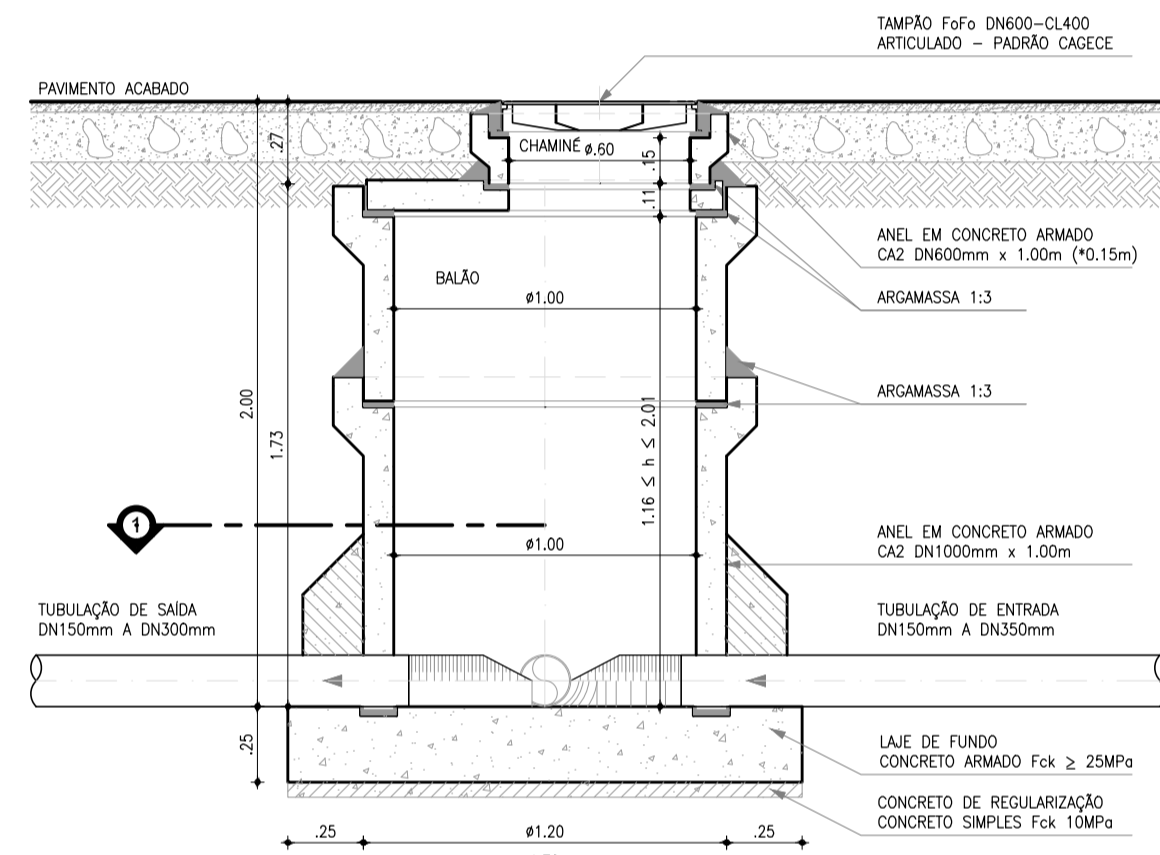 TAMPÃO FoFo DN600-CL400
ARTICULADO - PADRÃO CAGECE
PAVIMENTO ACABADO
.27
CHAMINÉ
ø.60
.15
.11
ANEL EM CONCRETO ARMADO
CA2 DN600mm x 1.00m (*0.15m)
BALÃO
ARGAMASSA 1:3
ø1.00
ARGAMASSA 1:3
2.00
1.73
1.16 ≤ h ≤ 2.01
1
ø1.00
ANEL EM CONCRETO ARMADO
CA2 DN1000mm x 1.00m
TUBULAÇÃO DE SAÍDA
DN150mm A DN300mm
TUBULAÇÃO DE ENTRADA
DN150mm A DN350mm
.25
LAJE DE FUNDO
CONCRETO ARMADO Fck ≥ 25MPa
CONCRETO DE REGULARIZAÇÃO
CONCRETO SIMPLES Fck 10MPa
.25
ø1.20
.25